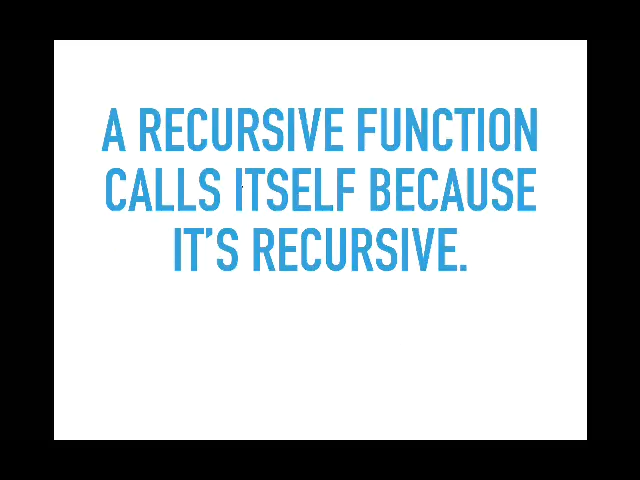 A RECURSIVE FUNCTION
CALLS ITSELF BECAUSE
IT'S RECURSIVE.